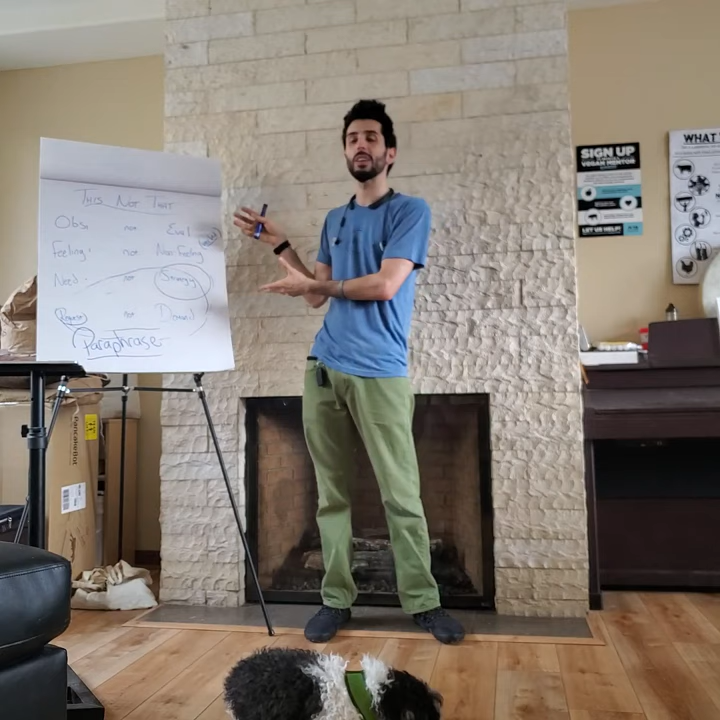 THIS NOT THAT
Obs. not Eval
Feeling. not Non-Feeling
Need. not Strategy
Request not Demand
Paraphrase
SIGN UP
VEGAN MENTOR
LET US HELP!
WHAT